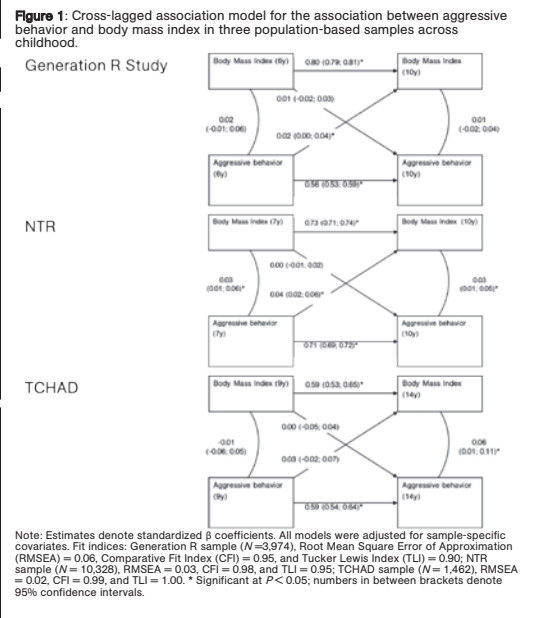 Figure 1: Cross-lagged association model for the association between aggressive
behavior and body mass index in three population-based samples across
childhood.
Generation R Study
Body Mass Index (6y)
0.80 (0.79; 0.81)*
Body Mass Index
(10y)
0.01 (-0.02; 0.03)
0.02
(-0.01; 0.06)
0.01
(-0.02; 0.04)
0.02 (0.00; 0.04)*
Aggressive behavior
(6y)
0.56 (0.53; 0.59)*
Aggressive behavior
(10y)
NTR
Body Mass Index (7y)
0.73 (0.71; 0.74)*
Body Mass Index (10y)
0.00 (-0.01; 0.02)
0.03
(0.01; 0.06)*
0.03
(0.01; 0.05)*
0.04 (0.02; 0.06)*
Aggressive behavior
(7y)
0.71 (0.69; 0.72)*
Aggressive behavior
(10y)
TCHAD
Body Mass Index (9y)
0.59 (0.53; 0.65)*
Body Mass Index
(14y)
0.00 (-0.05; 0.04)
-0.01
(-0.06; 0.05)
0.06
(0.01; 0.11)*
0.03 (-0.02; 0.07)
Aggressive behavior
(9y)
0.59 (0.54; 0.64)*
Aggressive behavior
(14y)
Note: Estimates denote standardized β coefficients. All models were adjusted for sample-specific
covariates. Fit indices: Generation R sample (N=3,974), Root Mean Square Error of Approximation
(RMSEA) = 0.06, Comparative Fit Index (CFI) = 0.95, and Tucker Lewis Index (TLI) = 0.90; NTR
sample (N = 10,328), RMSEA = 0.03, CFI = 0.98, and TLI = 0.95; TCHAD sample (N = 1,462), RMSEA
= 0.02, CFI = 0.99, and TLI = 1.00. * Significant at P < 0.05; numbers in between brackets denote
95% confidence intervals.